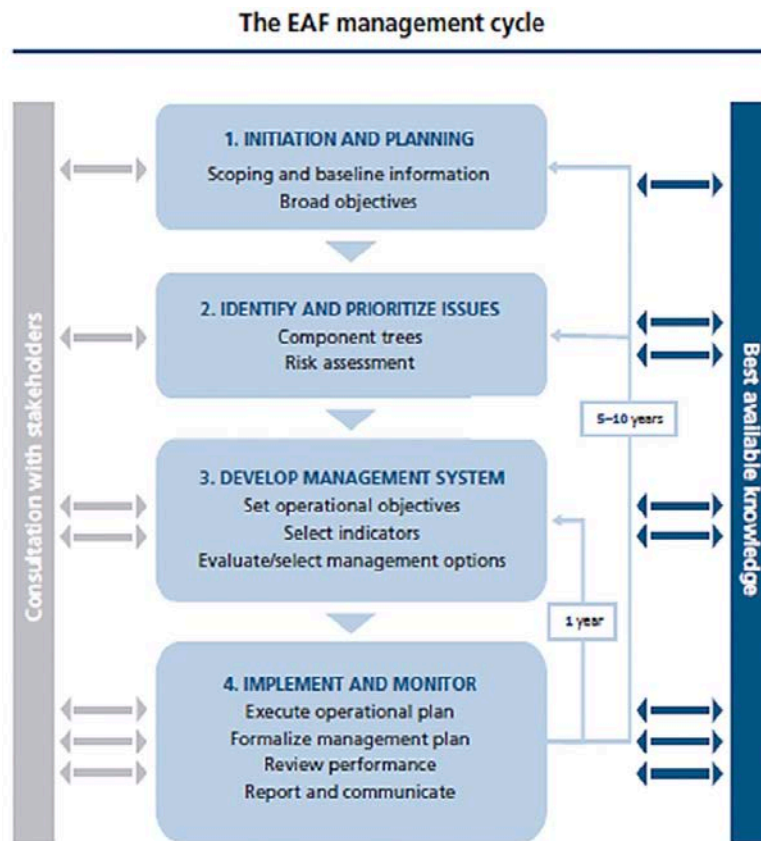 The EAF management cycle
Consultation with stakeholders
1. INITIATION AND PLANNING
Scoping and baseline information
Broad objectives
2. IDENTIFY AND PRIORITIZE ISSUES
Component trees
Risk assessment
5–10 years
3. DEVELOP MANAGEMENT SYSTEM
Set operational objectives
Select indicators
Evaluate/select management options
1 year
4. IMPLEMENT AND MONITOR
Execute operational plan
Formalize management plan
Review performance
Report and communicate
Best available knowledge